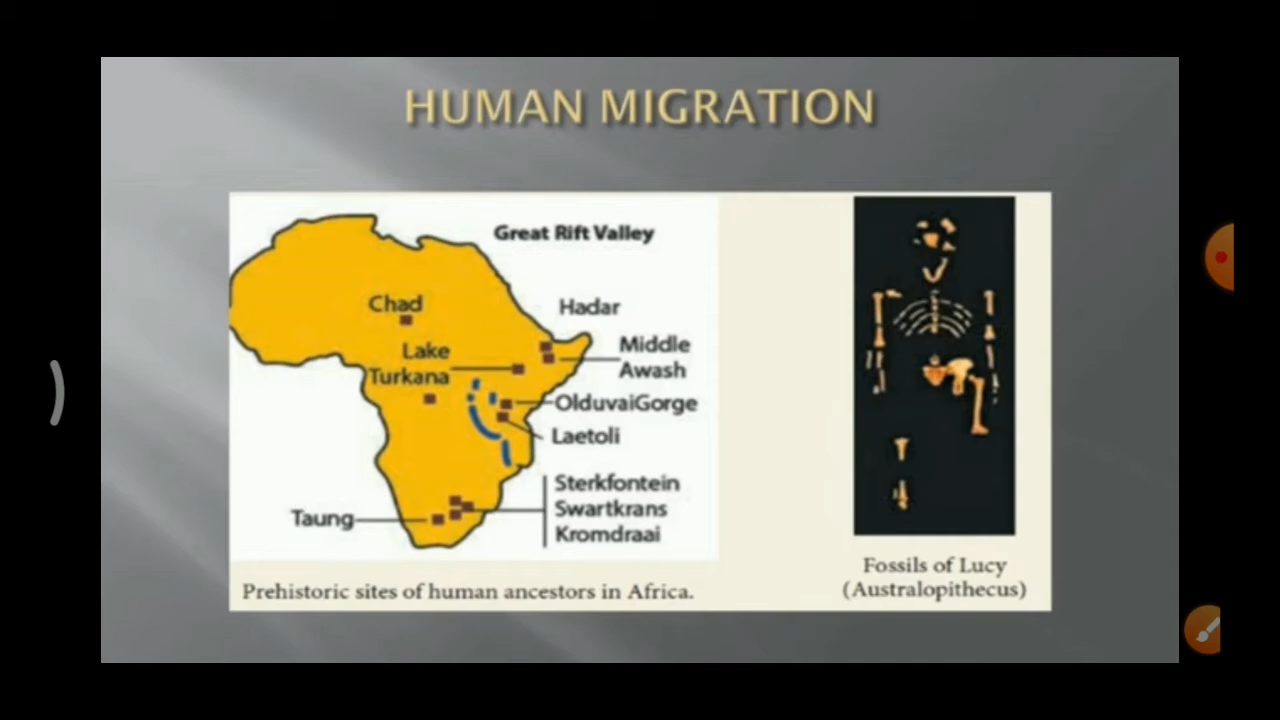 HUMAN MIGRATION
Great Rift Valley
Chad
Hadar
Lake
Turkana
Middle
Awash
OlduvaiGorge
Laetoli
Taung
Sterkfontein
Swartkrans
Kromdraai
Prehistoric sites of human ancestors in Africa.
Fossils of Lucy
(Australopithecus)